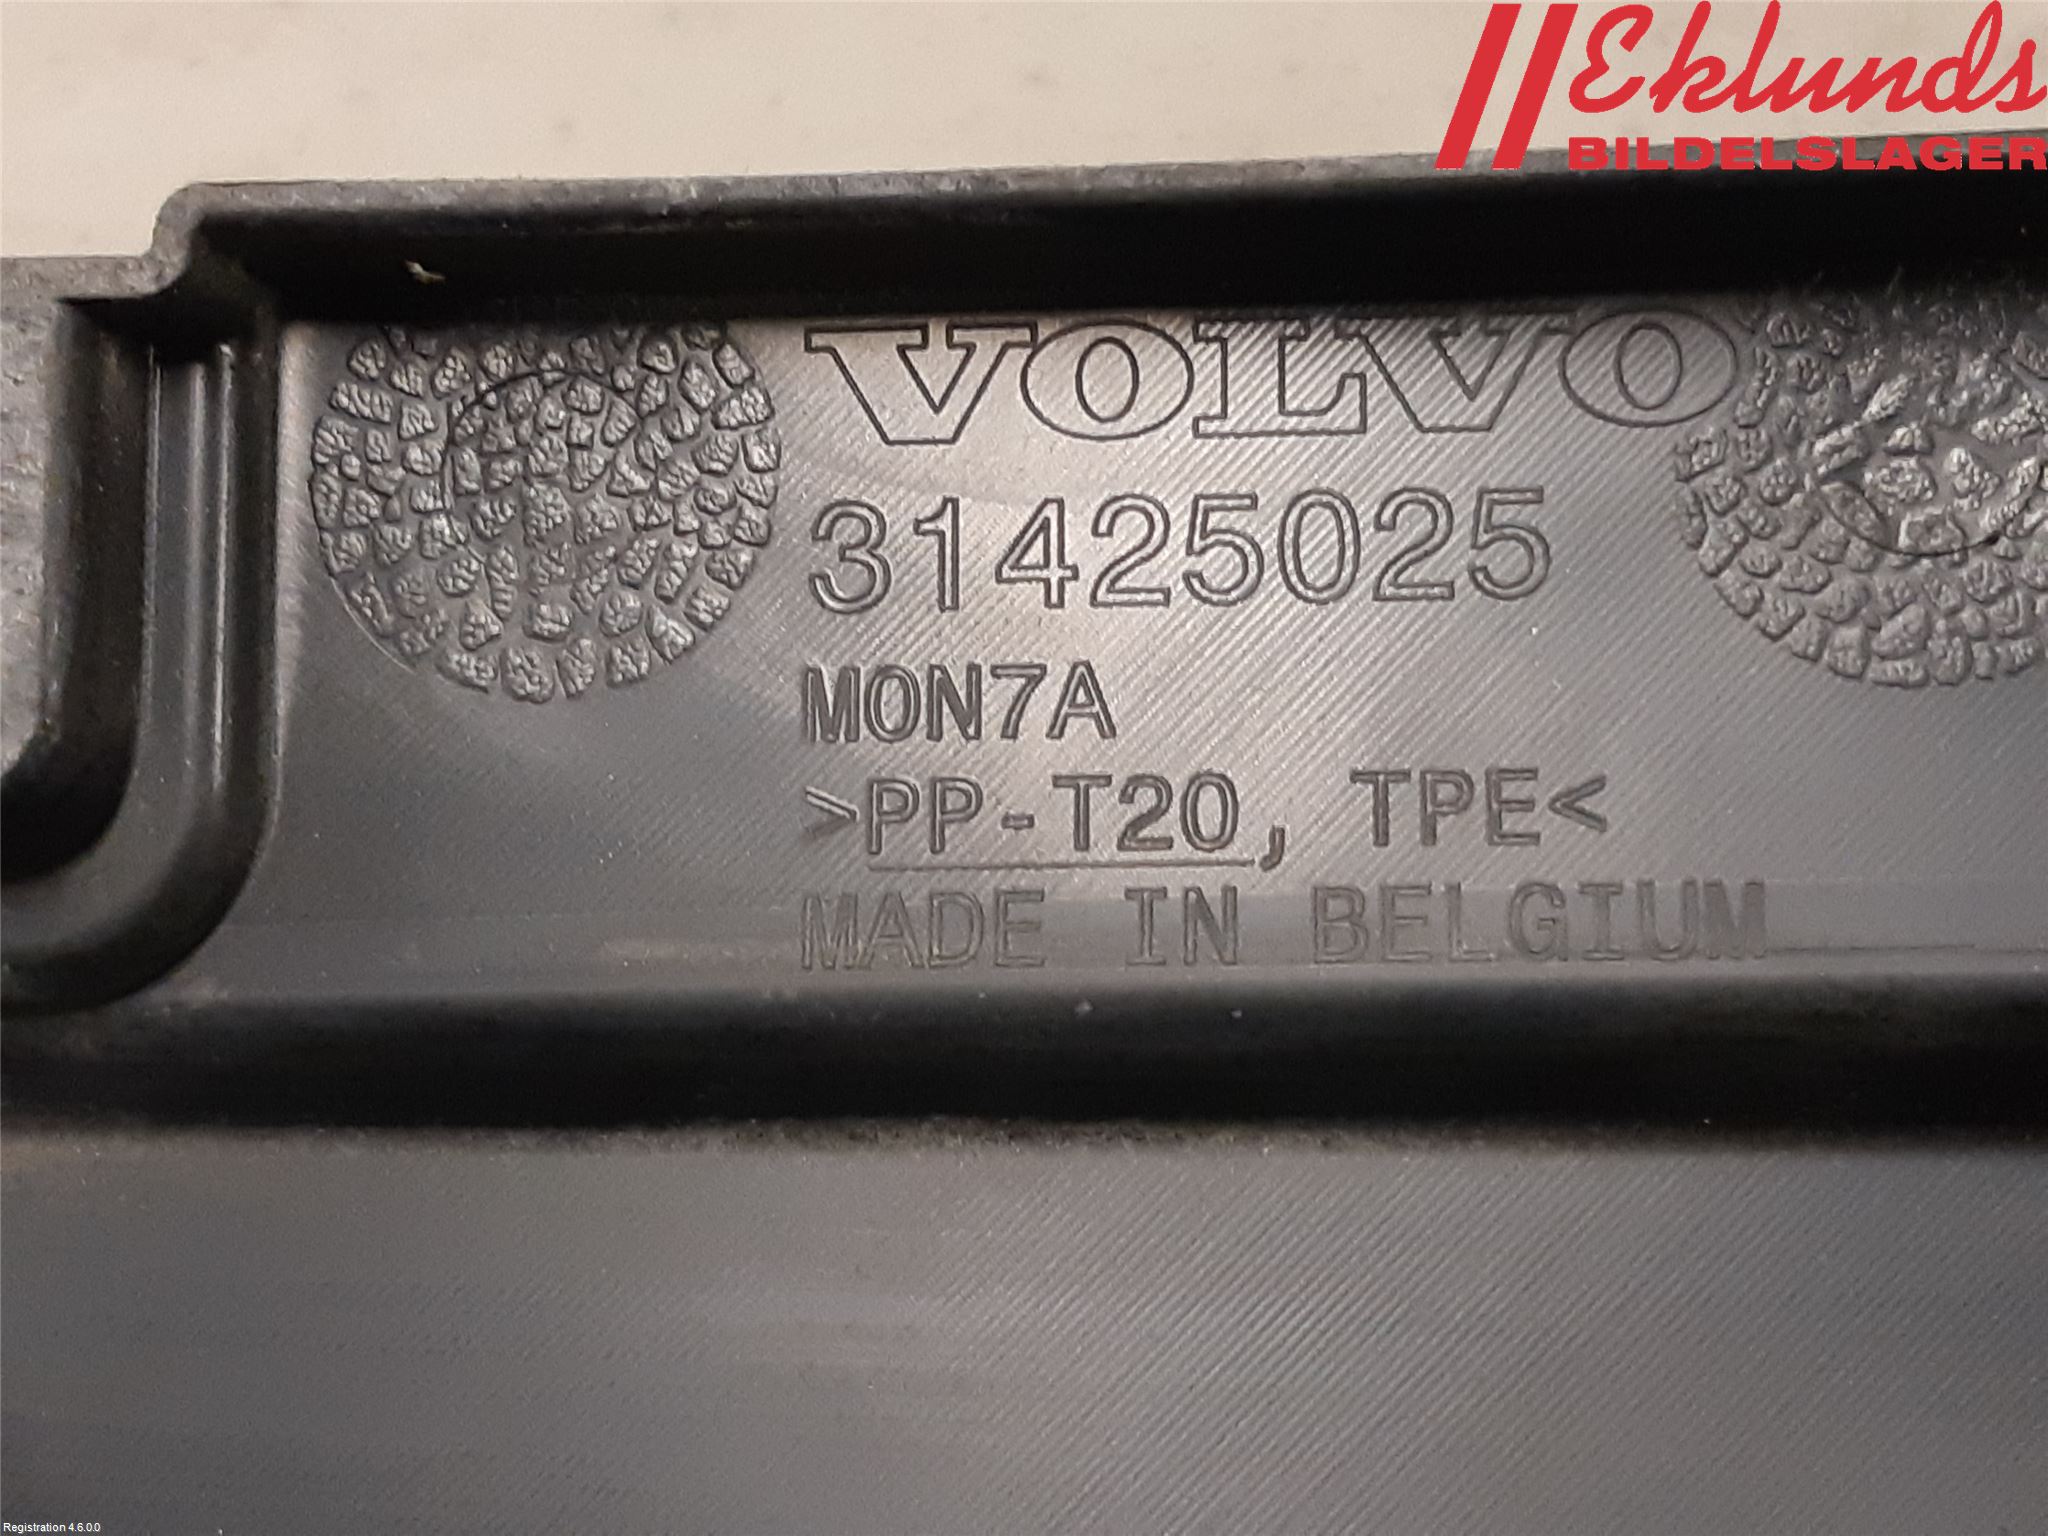 Eklunds
BILDELSLAGER
VOLVO
31425025
MON7A
>PP-T20, TPE<
MADE IN BELGIUM
Registration 4.6.0.0